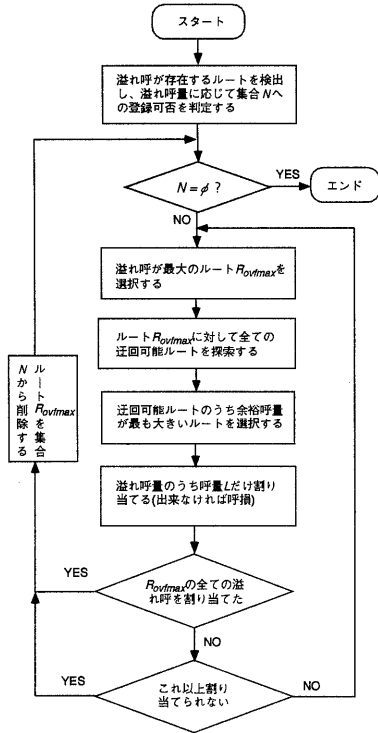 スタート
溢れ呼が存在するルートを検出
し、溢れ呼量に応じて集合Nへ
の登録可否を判定する
N=φ?
YES
エンド
NO
溢れ呼が最大のルートRovfmaxを
選択する
ルートRovfmaxに対して全ての
迂回可能ルートを探索する
迂回可能ルートのうち余裕呼量
が最も大きいルートを選択する
ルートRovfmaxを集合
Nから削除する
溢れ呼量のうち呼量Lだけ割り
当てる(出来なければ呼損)
YES
Rovfmaxの全ての溢
れ呼を割り当てた
NO
YES
これ以上割り
当てられない
NO